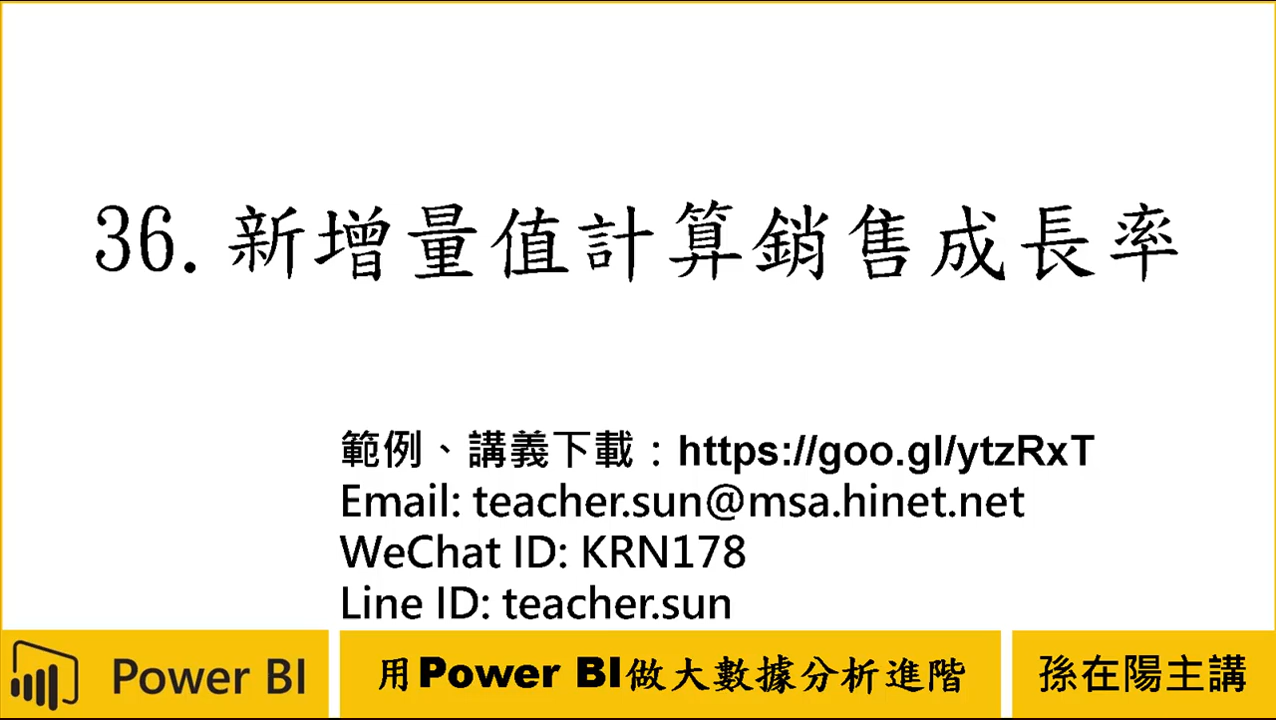 36.新增量值計算銷售成長率
範例、講義下載：https://goo.gl/ytzRxT
Email: teacher.sun@msa.hinet.net
WeChat ID: KRN178
Line ID: teacher.sun
Power BI
用Power BI做大數據分析進階
孫在陽主講